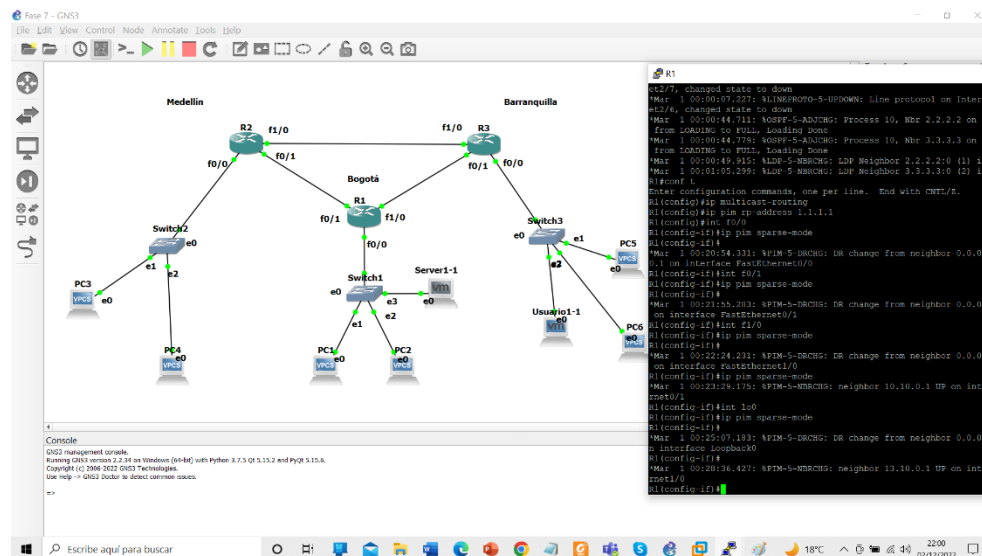 Fase 7 - GNS3
File Edit View Control Node Annotate Tools Help
Medellín
Barranquilla
R2 f1/0
f1/0 R3
f0/0 f0/1
f0/1 f0/0
Bogotá
R1
f0/1 f1/0
f0/0
Switch2
e0
e1
e2
PC3
VPCS
e0
PC4
e0
VPCS
Switch1
e0
e3
e1
e2
Server1-1
vm
e0
PC1
e0
VPCS
PC2
e0
VPCS
Switch3
e0
e1
e2
PC5
VPCS
e0
Usuario1-1
e0
vm
PC6
e0
VPCS
Console
GNS3 management console.
Running GNS3 version 2.2.34 on Windows (64-bit) with Python 3.7.5 Qt 5.15.2 and PyQt 5.15.6.
Copyright (c) 2006-2022 GNS3 Technologies.
Use Help -> GNS3 Doctor to detect common issues.
=>
R1
et2/7, changed state to down
*Mar 1 00:00:07.227: %LINEPROTO-5-UPDOWN: Line protocol on Inter
et2/6, changed state to down
*Mar 1 00:00:44.711: %OSPF-5-ADJCHG: Process 10, Nbr 2.2.2.2 on
from LOADING to FULL, Loading Done
*Mar 1 00:00:44.779: %OSPF-5-ADJCHG: Process 10, Nbr 3.3.3.3 on
from LOADING to FULL, Loading Done
*Mar 1 00:00:49.915: %LDP-5-NBRCHG: LDP Neighbor 2.2.2.2:0 (1) i
*Mar 1 00:01:05.299: %LDP-5-NBRCHG: LDP Neighbor 3.3.3.3:0 (2) i
R1#conf t
Enter configuration commands, one per line. End with CNTL/Z.
R1(config)#ip multicast-routing
R1(config)#ip pim rp-address 1.1.1.1
R1(config)#int f0/0
R1(config-if)#ip pim sparse-mode
R1(config-if)#
*Mar 1 00:20:54.331: %PIM-5-DRCHG: DR change from neighbor 0.0.0
0.1 on interface FastEthernet0/0
R1(config-if)#int f0/1
R1(config-if)#ip pim sparse-mode
R1(config-if)#
*Mar 1 00:21:55.283: %PIM-5-DRCHG: DR change from neighbor 0.0.0
on interface FastEthernet0/1
R1(config-if)#int f1/0
R1(config-if)#ip pim sparse-mode
R1(config-if)#
*Mar 1 00:22:24.231: %PIM-5-DRCHG: DR change from neighbor 0.0.0
on interface FastEthernet1/0
R1(config-if)#ip pim sparse-mode
*Mar 1 00:23:29.175: %PIM-5-NBRCHG: neighbor 10.10.0.1 UP on int
rnet0/1
R1(config-if)#int lo0
R1(config-if)#ip pim sparse-mode
R1(config-if)#
*Mar 1 00:25:07.183: %PIM-5-DRCHG: DR change from neighbor 0.0.0
n interface Loopback0
R1(config-if)#
*Mar 1 00:28:36.427: %PIM-5-NBRCHG: neighbor 13.10.0.1 UP on int
rnet1/0
R1(config-if)#
Escribe aquí para buscar
18°C
22:00
02/12/2022